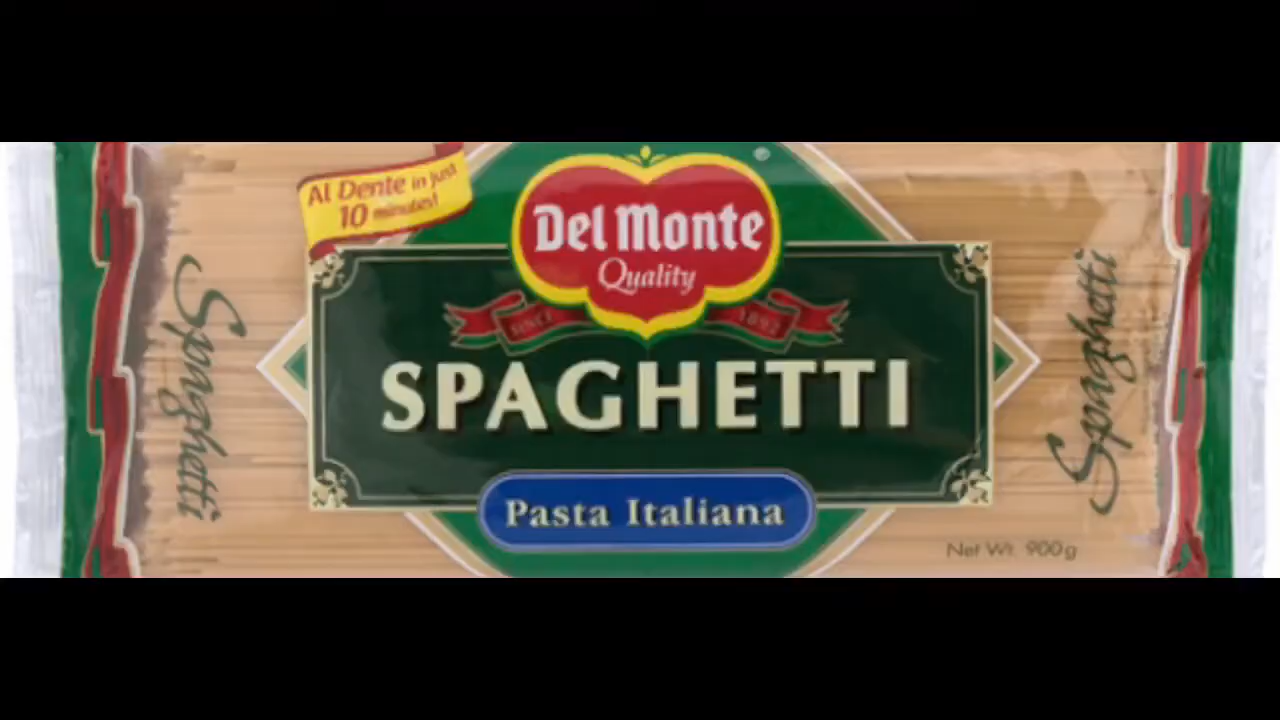 Al Dente in just
10 minutes!
Del Monte
Quality
SINCE 1892
SPAGHETTI
Pasta Italiana
Spaghetti
Spaghetti
Net Wt. 900g